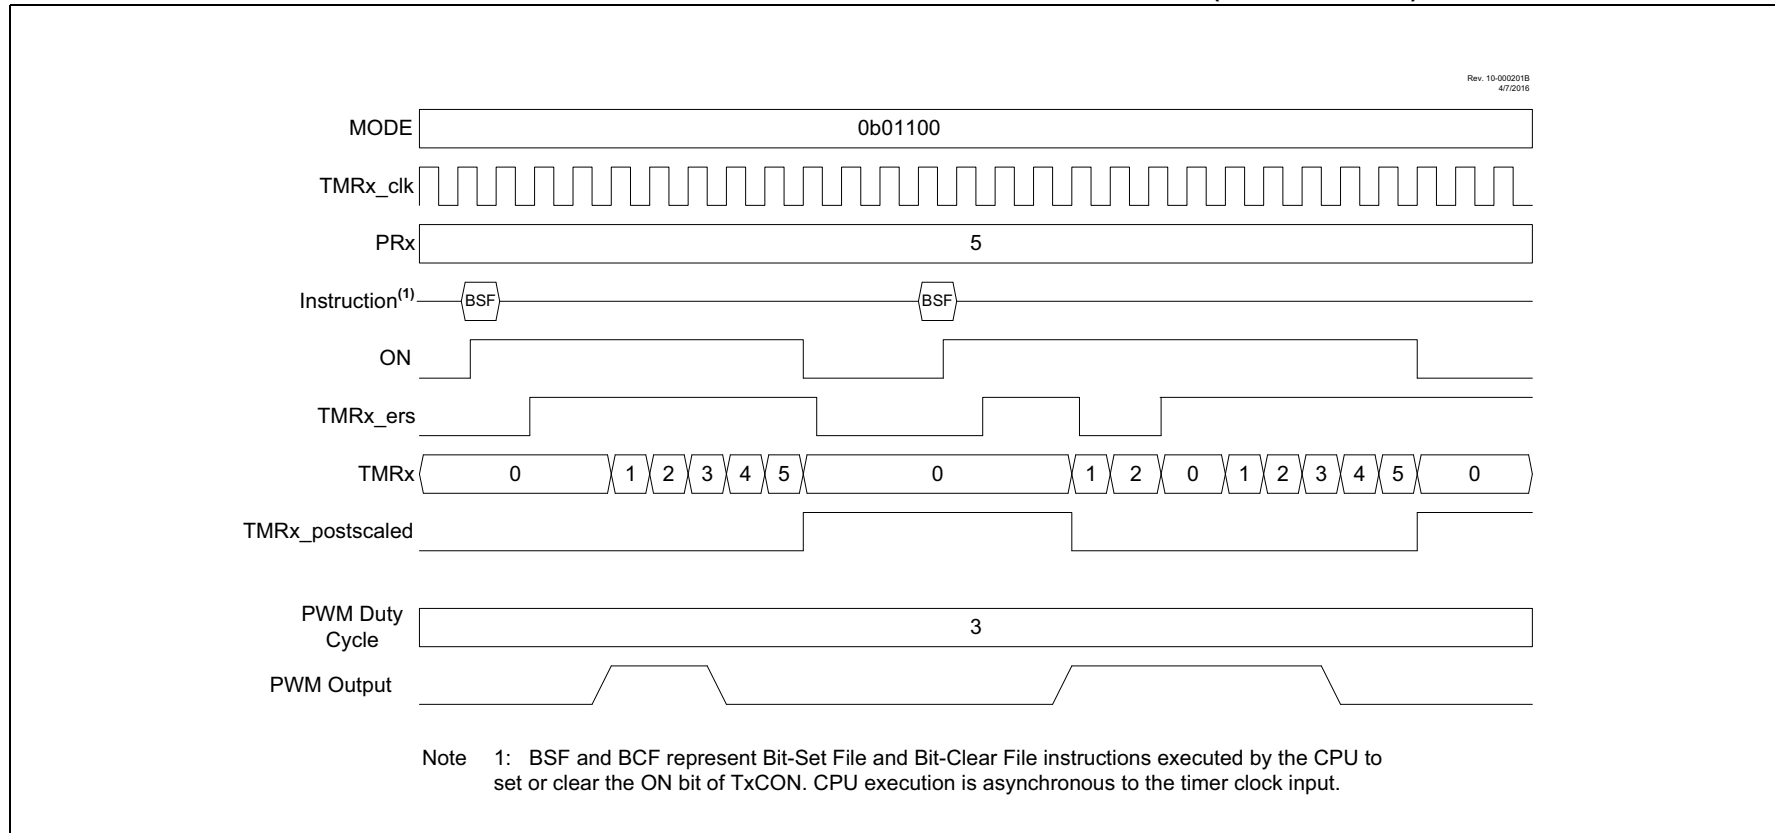 Rev. 10-000201B
4/7/2016
MODE 0b01100
TMRx_clk
PRx 5
Instruction(1) BSF BSF
ON
TMRx_ers
TMRx 0 1 2 3 4 5 0 1 2 0 1 2 3 4 5 0
TMRx_postscaled
PWM Duty
Cycle 3
PWM Output
Note 1: BSF and BCF represent Bit-Set File and Bit-Clear File instructions executed by the CPU to
set or clear the ON bit of TxCON. CPU execution is asynchronous to the timer clock input.